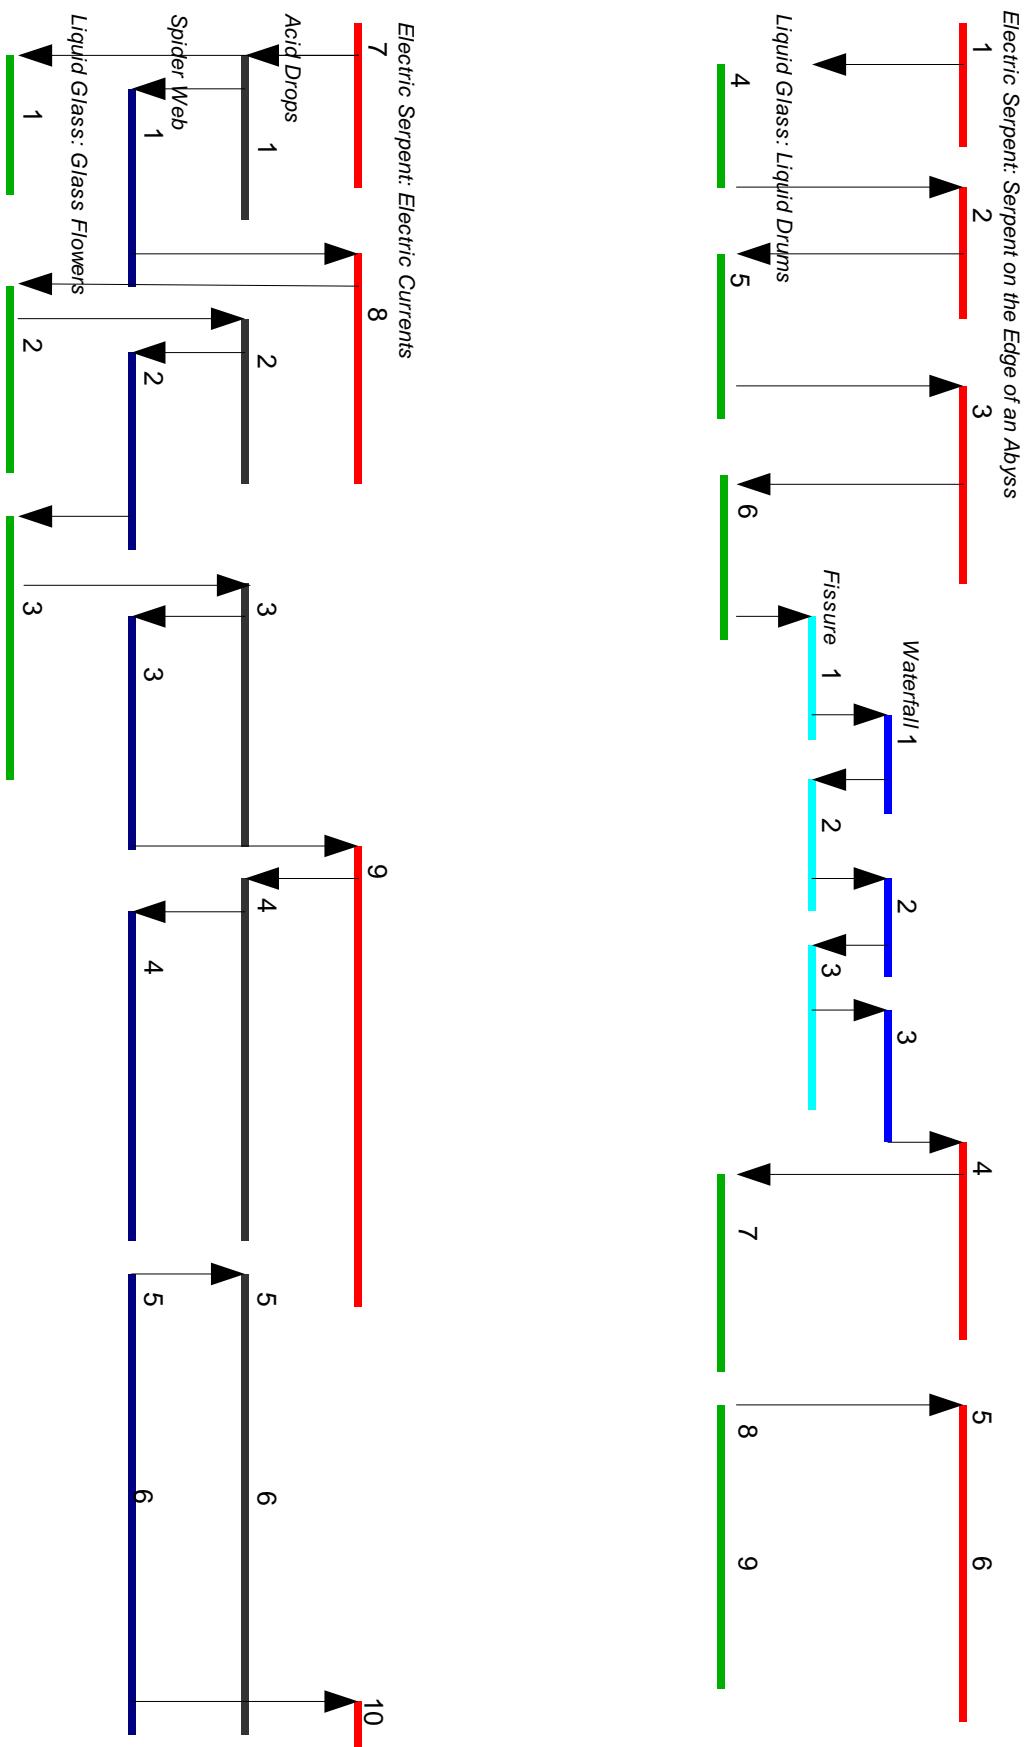 Electric Serpent: Serpent on the Edge of an Abyss
1 2 3 4 5 6
Waterfall
1 2 3
Fissure
1 2 3
Liquid Glass: Liquid Drums
4 5 6 7 8 9
Electric Serpent: Electric Currents
7 8 9 10
Acid Drops
1 2 3 4 5 6
Spider Web
1 2 3 4 5 6
Liquid Glass: Glass Flowers
1 2 3